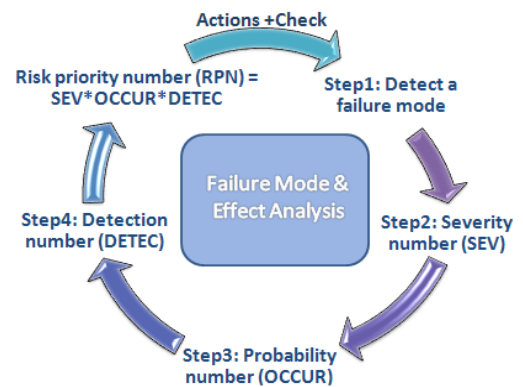 Actions +Check
Risk priority number (RPN) =
SEV*OCCUR*DETEC
Step1: Detect a
failure mode
Failure Mode &
Effect Analysis
Step2: Severity
number (SEV)
Step3: Probability
number (OCCUR)
Step4: Detection
number (DETEC)